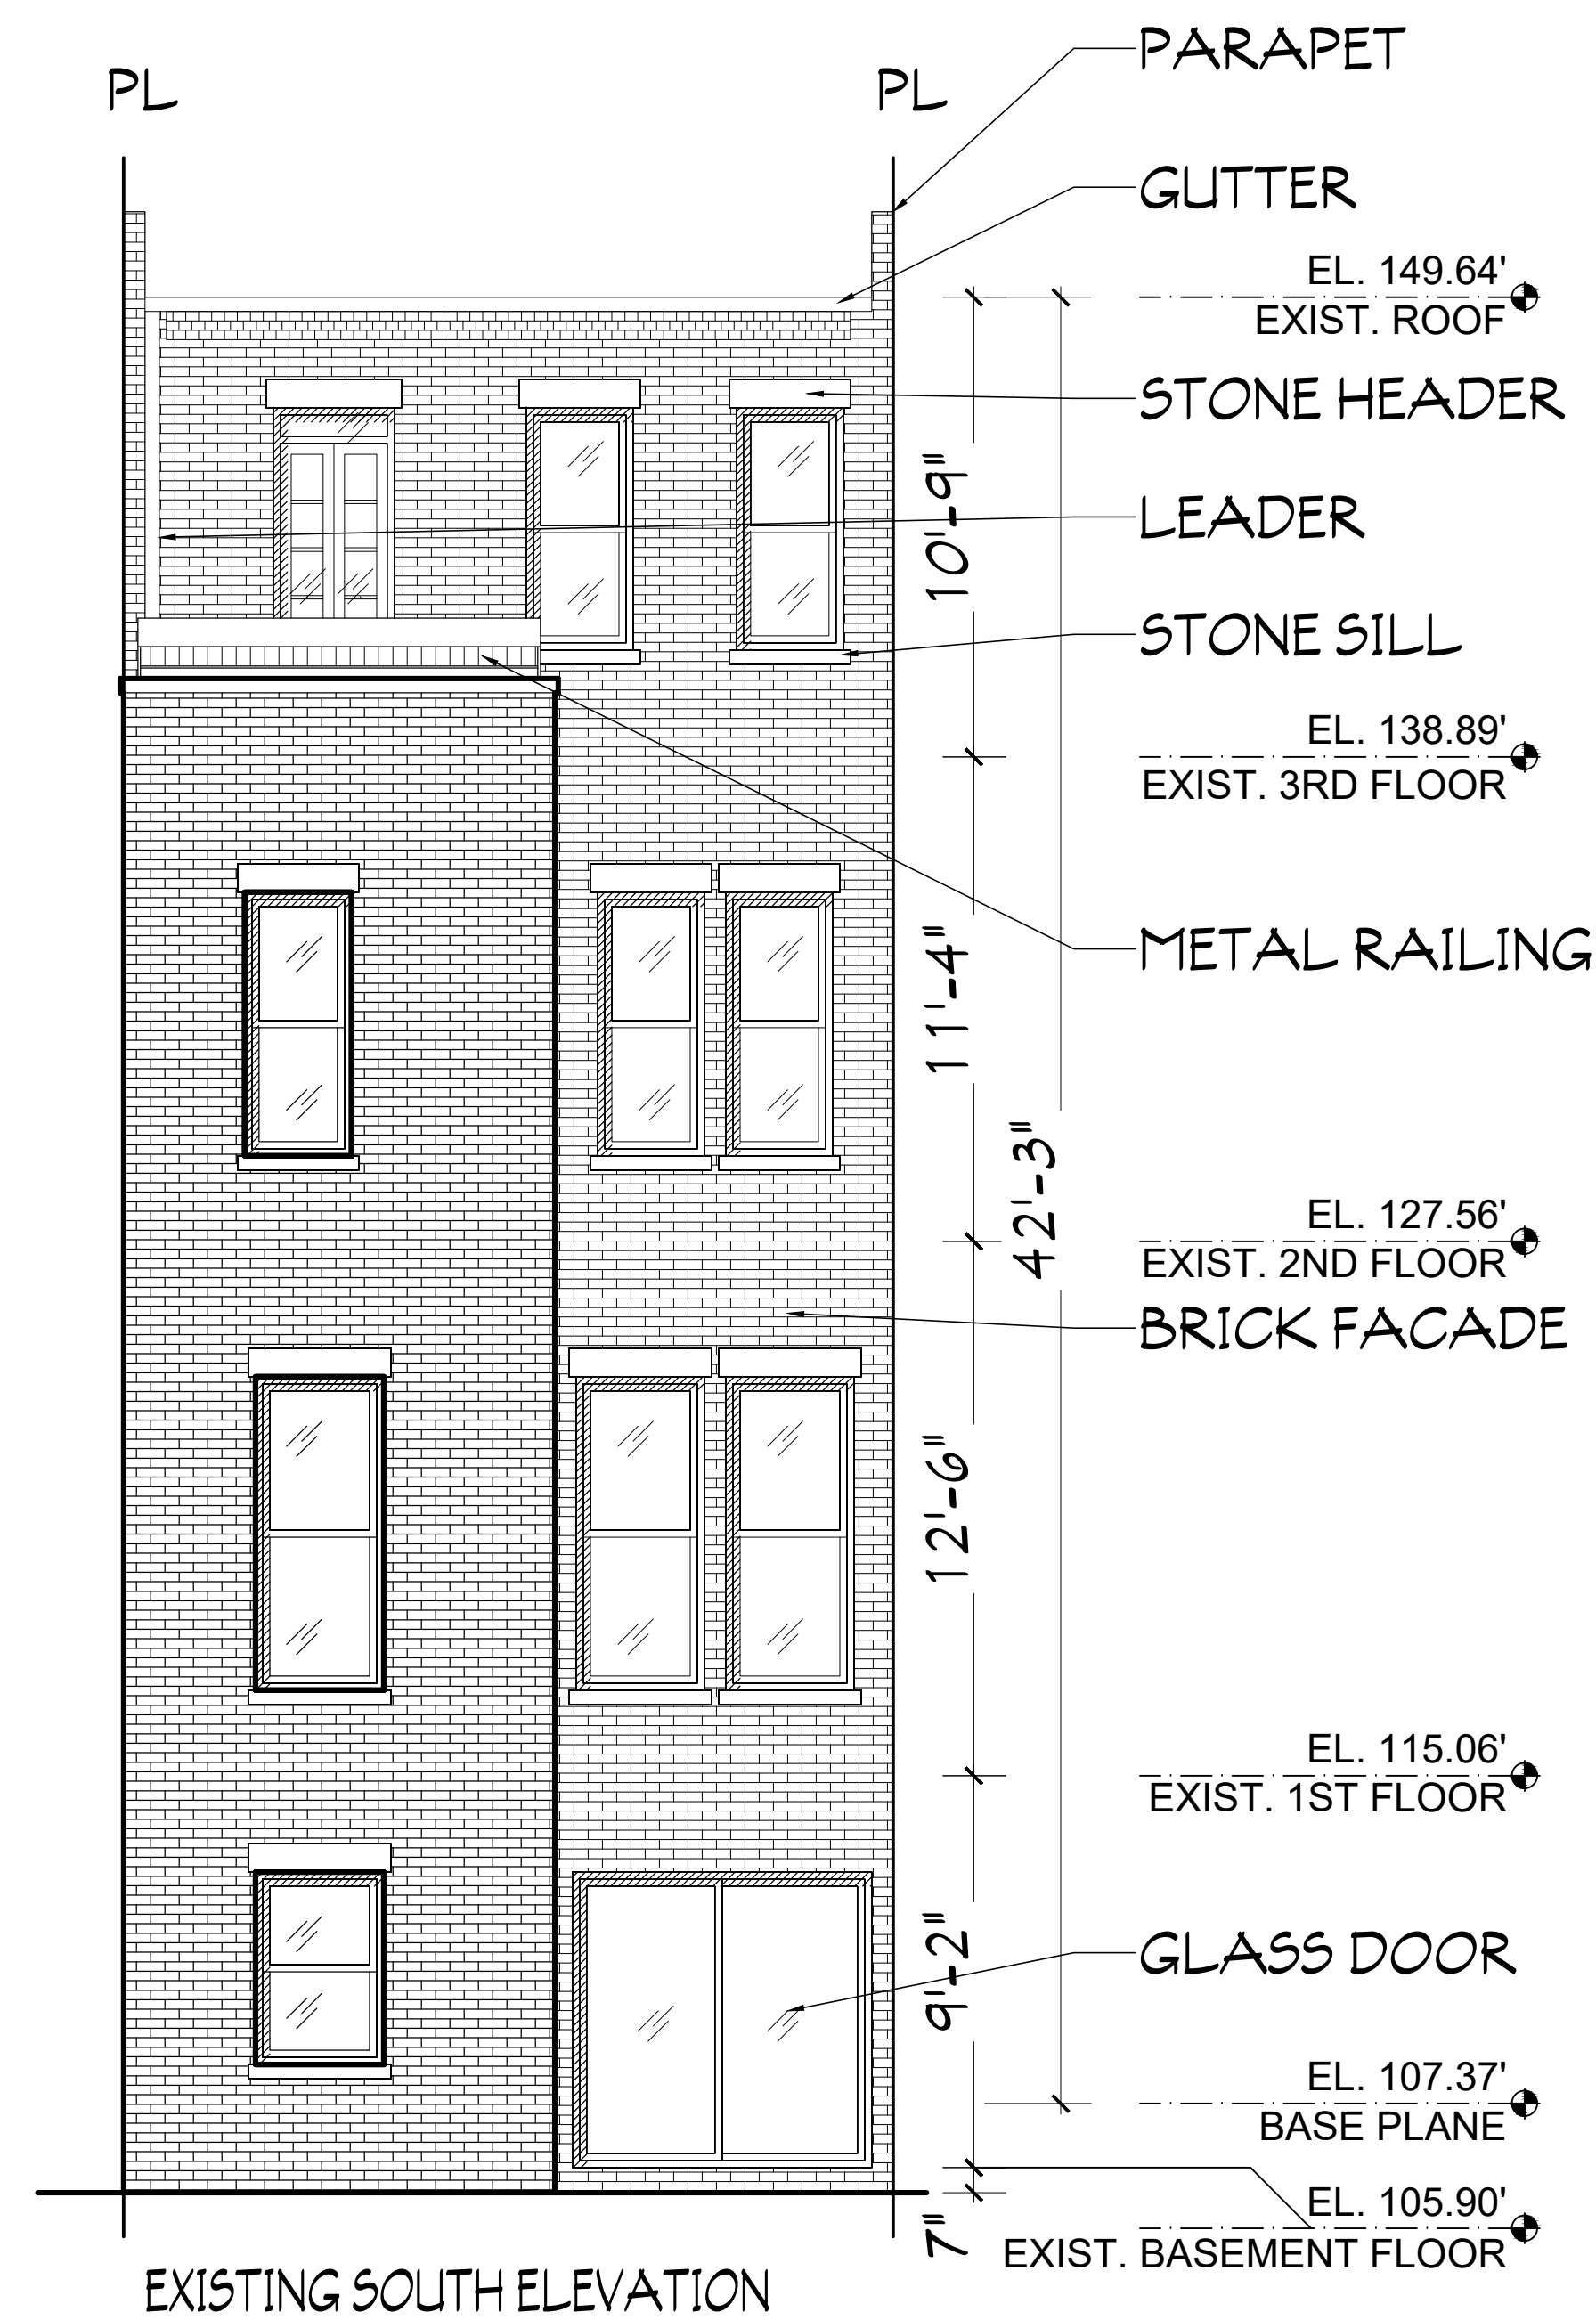 PL
PL
PARAPET
GUTTER
EL. 149.64'
EXIST. ROOF
STONE HEADER
10'-9"
LEADER
STONE SILL
EL. 138.89'
EXIST. 3RD FLOOR
11'-4"
METAL RAILING
42'-3"
EL. 127.56'
EXIST. 2ND FLOOR
BRICK FACADE
12'-6"
EL. 115.06'
EXIST. 1ST FLOOR
9'-2"
GLASS DOOR
EL. 107.37'
BASE PLANE
7"
EL. 105.90'
EXIST. BASEMENT FLOOR
EXISTING SOUTH ELEVATION